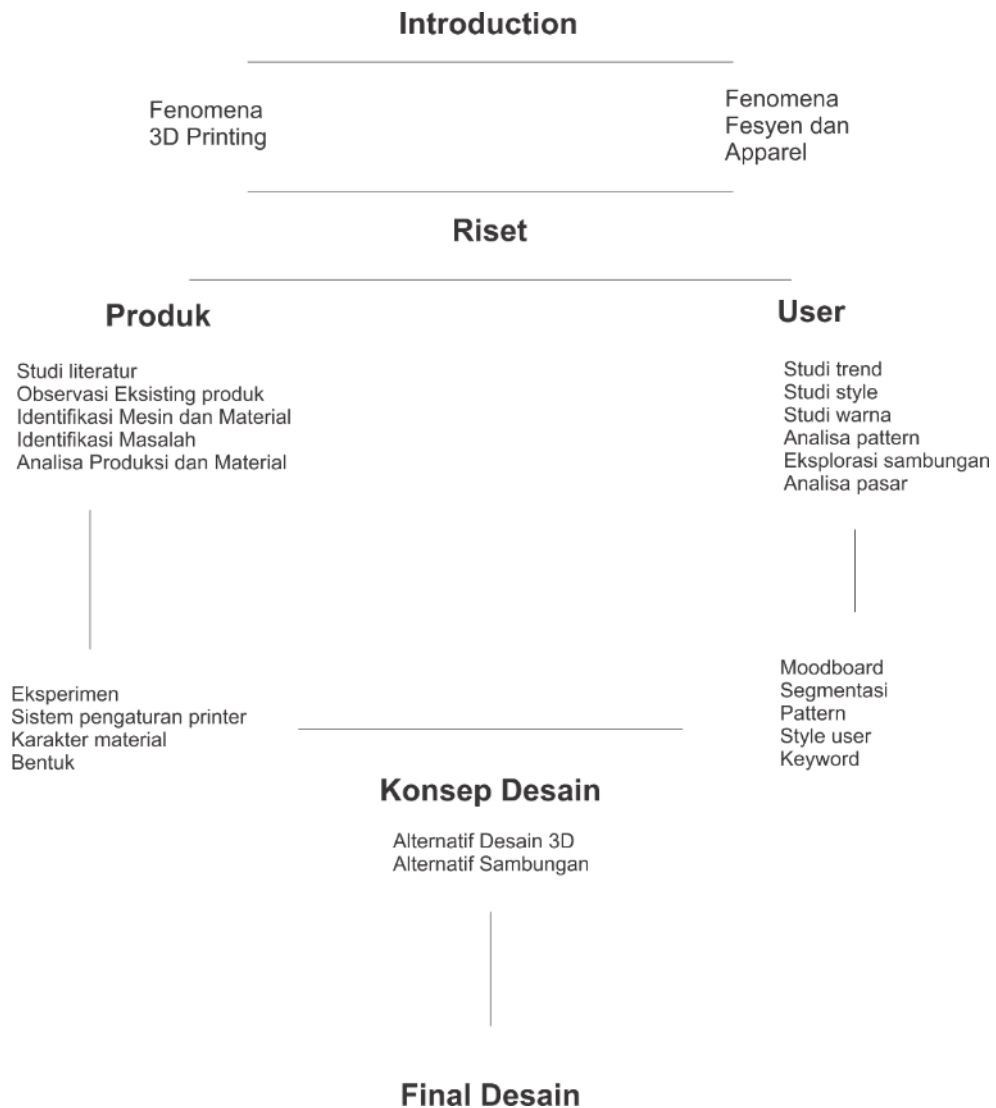 Introduction
Fenomena
3D Printing
Fenomena
Fesyen dan
Apparel
Riset
Produk
Studi literatur
Observasi Eksisting produk
Identifikasi Mesin dan Material
Identifikasi Masalah
Analisa Produksi dan Material
User
Studi trend
Studi style
Studi warna
Analisa pattern
Eksplorasi sambungan
Analisa pasar
Eksperimen
Sistem pengaturan printer
Karakter material
Bentuk
Moodboard
Segmentasi
Pattern
Style user
Keyword
Konsep Desain
Alternatif Desain 3D
Alternatif Sambungan
Final Desain